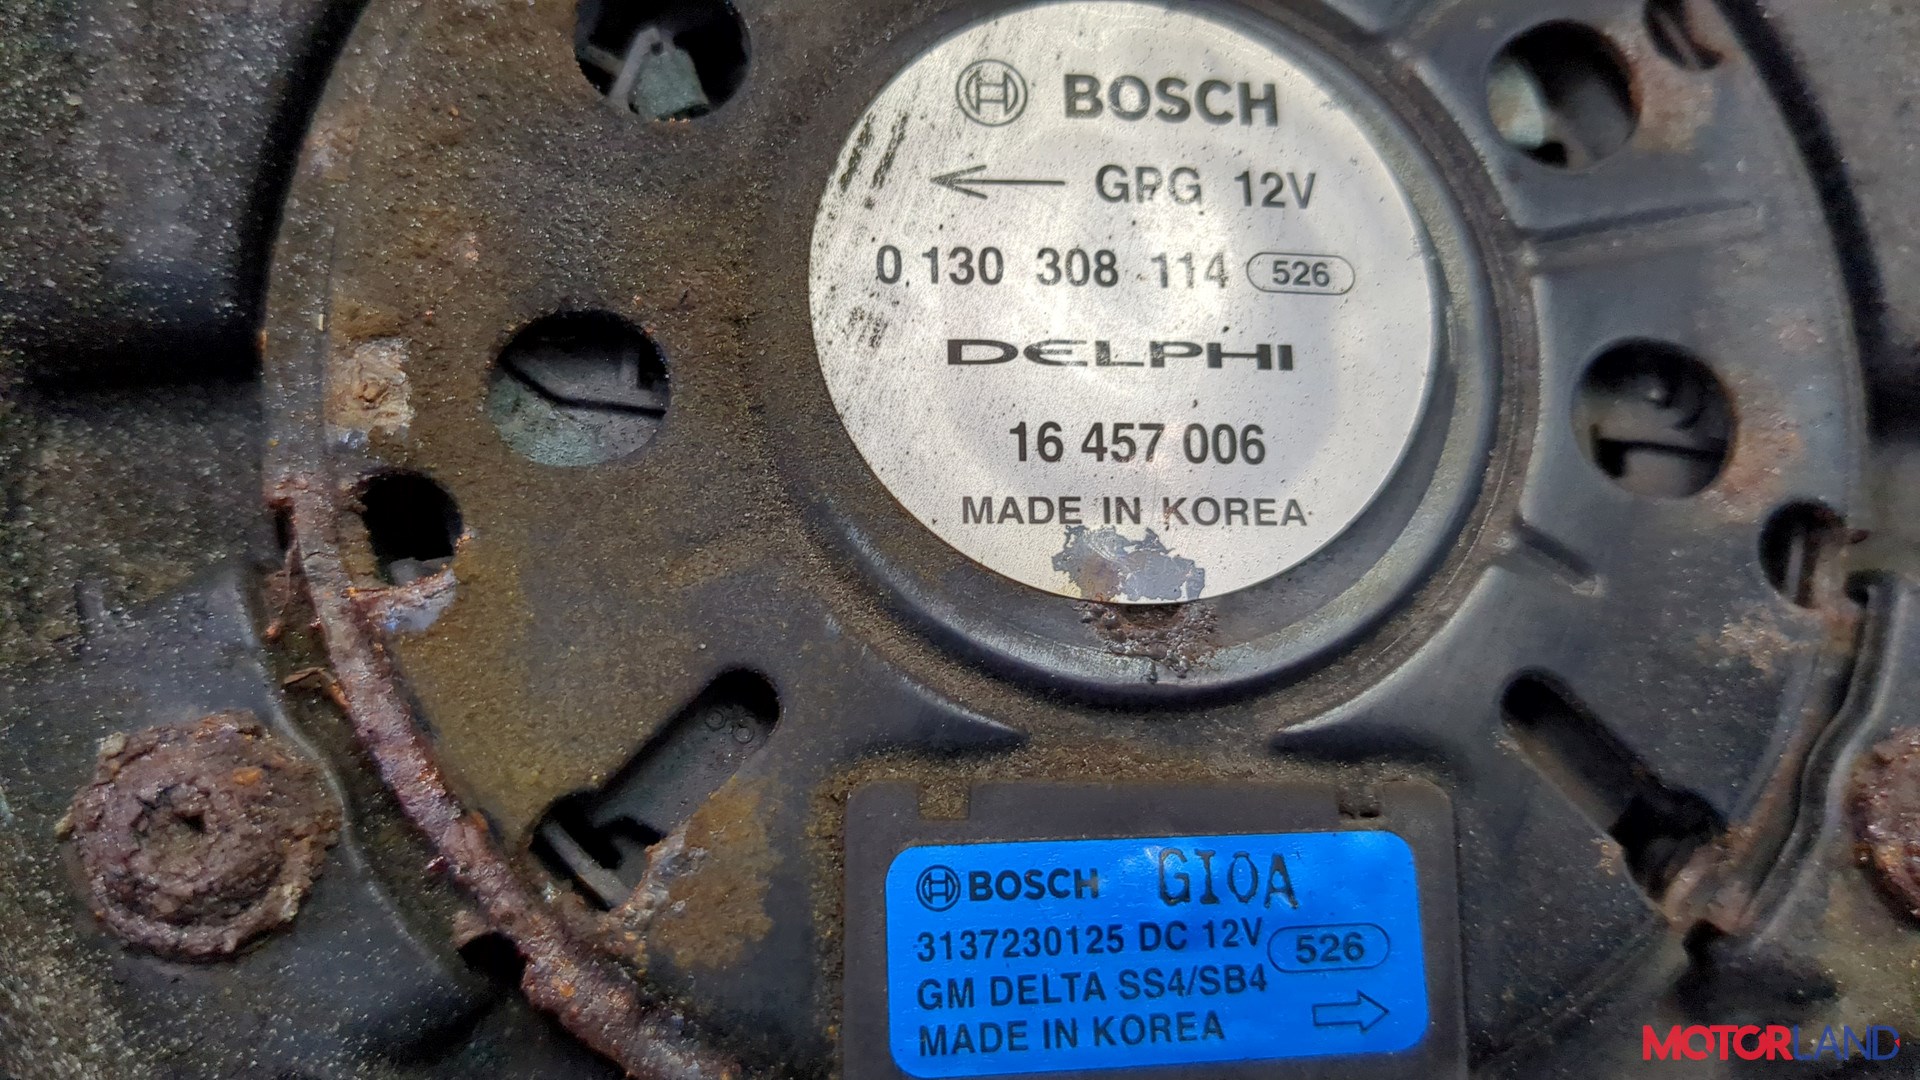 BOSCH
GPG 12V
0 130 308 114 526
DELPHI
16 457 006
MADE IN KOREA
BOSCH GIOA
3137230125 DC 12V 526
GM DELTA SS4/SB4
MADE IN KOREA
MOTORLAND